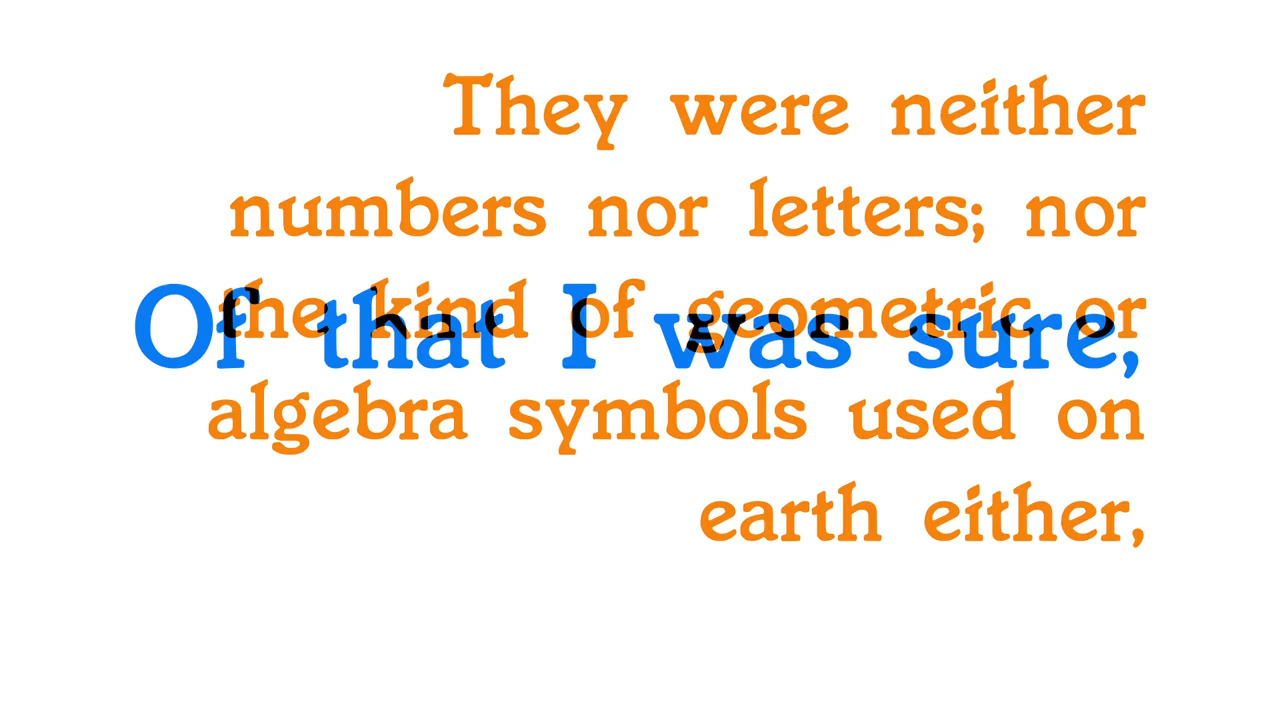 They were neither
numbers nor letters; nor
the kind of geometric or
Of that I was sure,
algebra symbols used on
earth either,